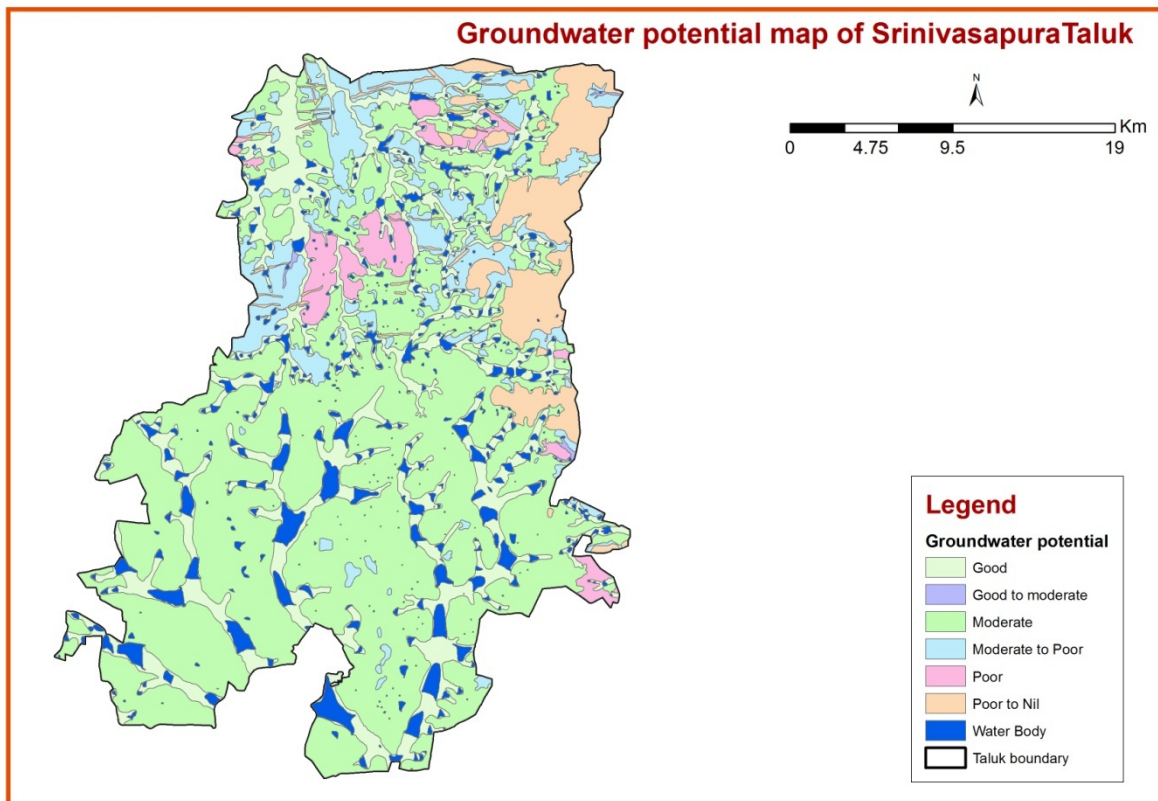 Groundwater potential map of SrinivasapuraTaluk
N
Km
0 4.75 9.5 19
Legend
Groundwater potential
Good
Good to moderate
Moderate
Moderate to Poor
Poor
Poor to Nil
Water Body
Taluk boundary